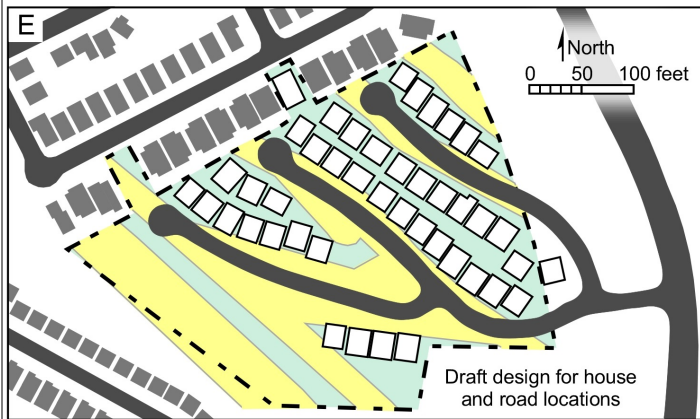 E
North
0 50 100 feet
Draft design for house
and road locations